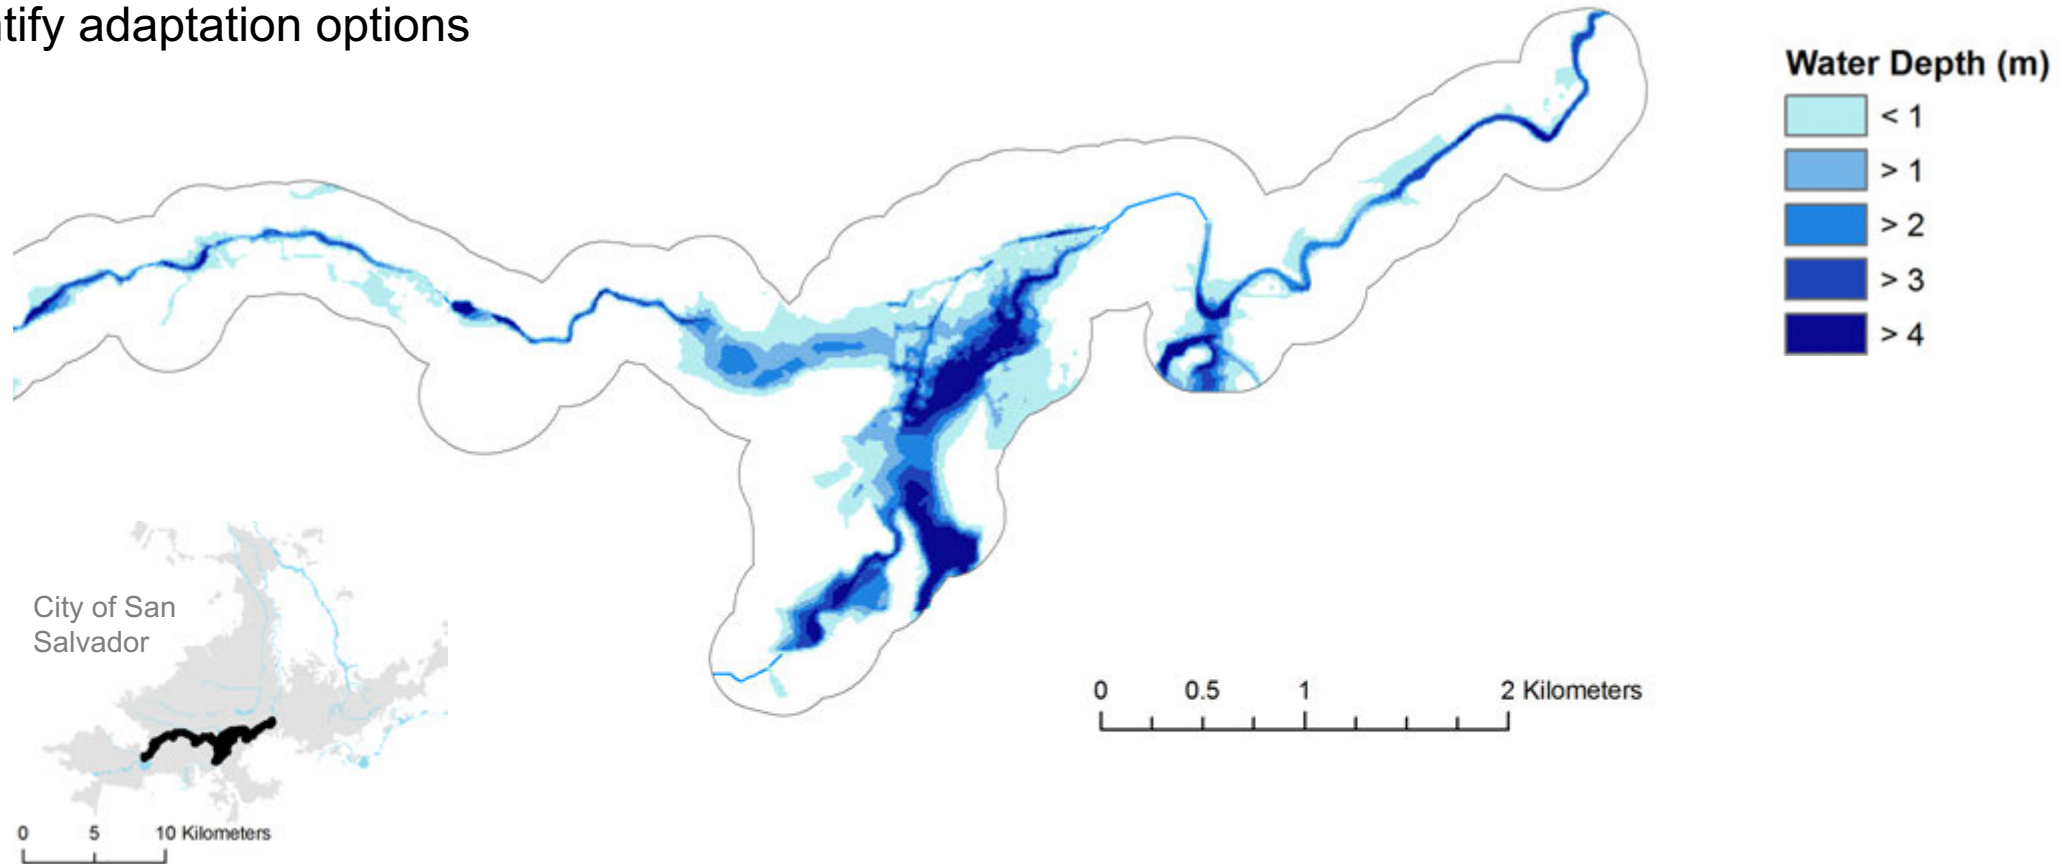 adaptation options
Water Depth (m)
< 1
> 1
> 2
> 3
> 4
City of San
Salvador
0 0.5 1 2 Kilometers
0 5 10 Kilometers